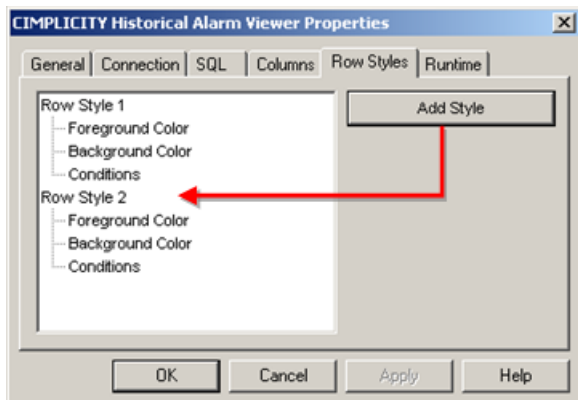 CIMPLICITY Historical Alarm Viewer Properties
General Connection SQL Columns Row Styles Runtime
Row Style 1
Foreground Color
Background Color
Conditions
Row Style 2
Foreground Color
Background Color
Conditions
Add Style
OK Cancel Apply Help